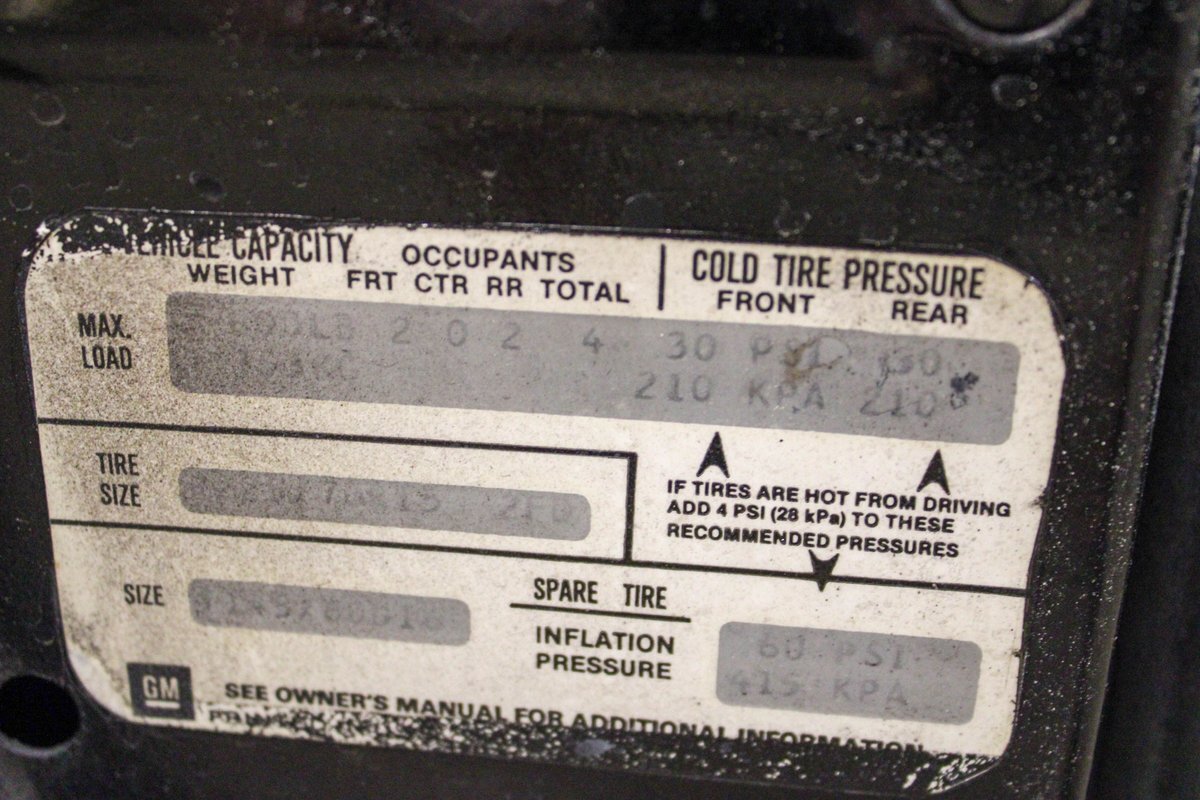 VEHICLE CAPACITY OCCUPANTS COLD TIRE PRESSURE
WEIGHT FRT CTR RR TOTAL FRONT REAR
MAX.
LOAD
2 0 2 4 30 PSI 30
210 KPA 210
TIRE
SIZE
IF TIRES ARE HOT FROM DRIVING
ADD 4 PSI (28 kPa) TO THESE
RECOMMENDED PRESSURES
SIZE
SPARE TIRE
INFLATION
PRESSURE
60 PSI
415 KPA
GM
SEE OWNER'S MANUAL FOR ADDITIONAL INFORMATION